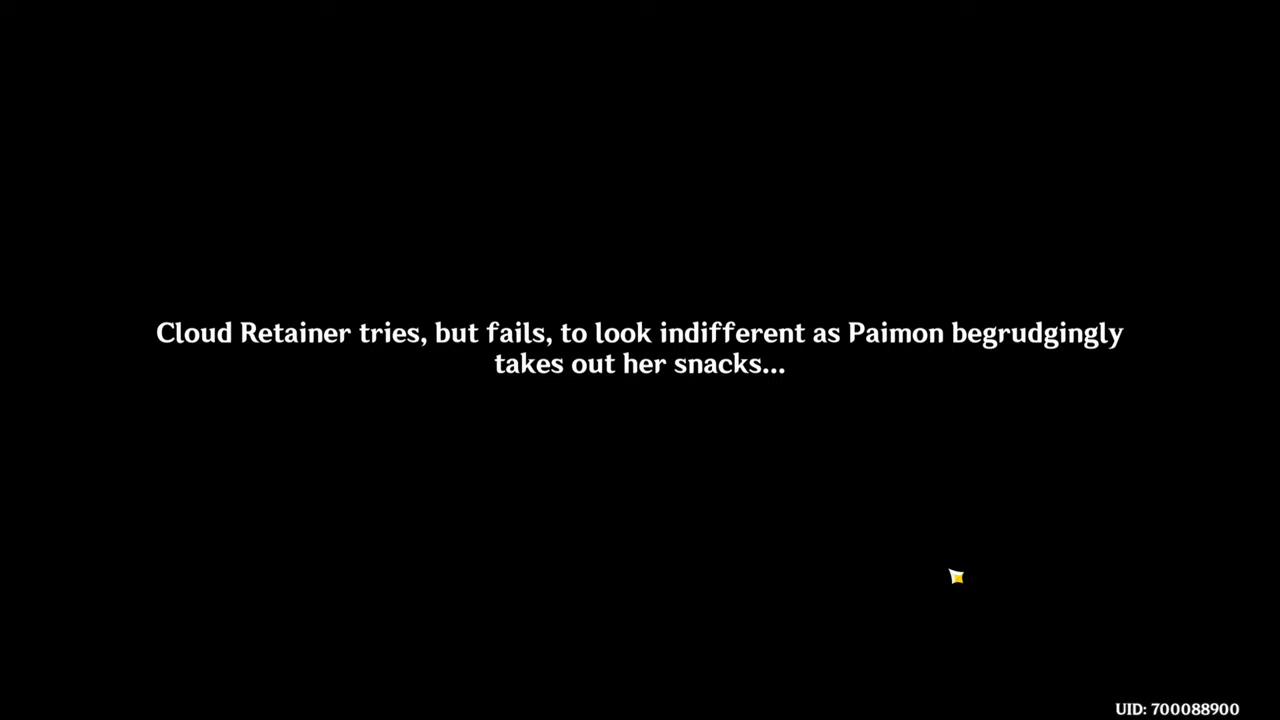 Cloud Retainer tries, but fails, to look indifferent as Paimon begrudgingly
takes out her snacks...
UID: 700088900